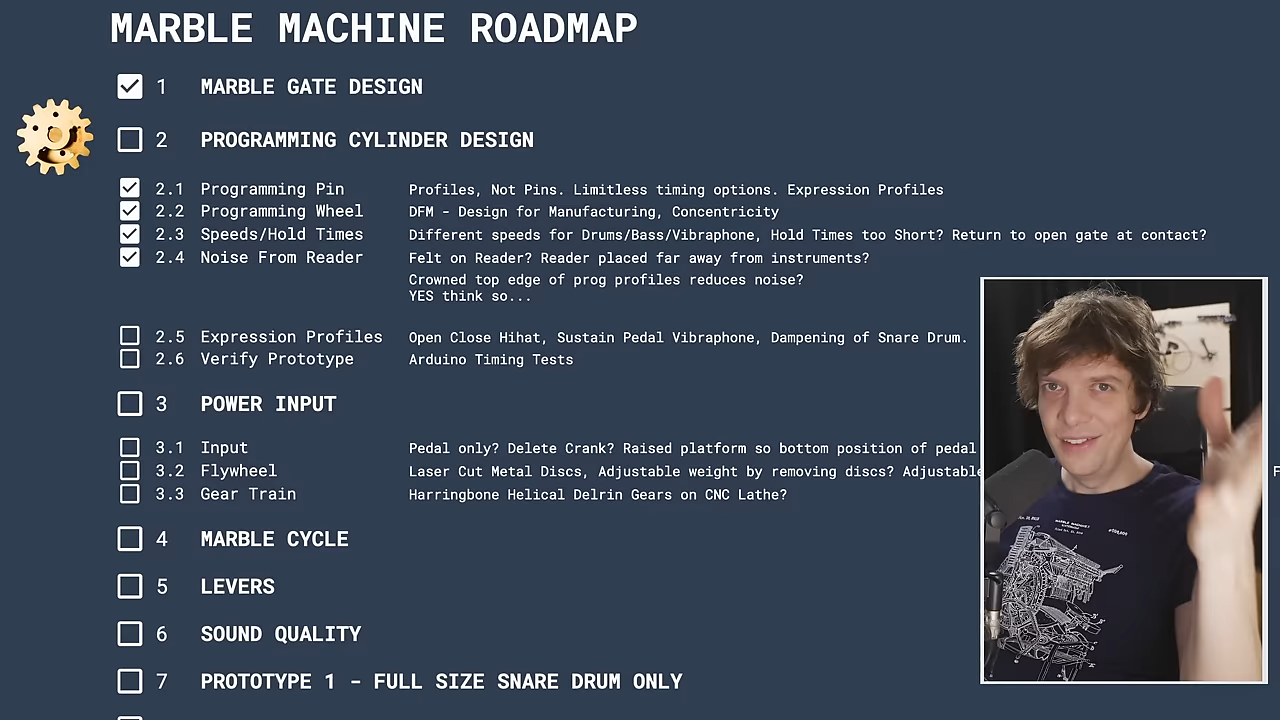 MARBLE MACHINE ROADMAP
1 MARBLE GATE DESIGN
2 PROGRAMMING CYLINDER DESIGN
2.1 Programming Pin Profiles, Not Pins. Limitless timing options. Expression Profiles
2.2 Programming Wheel DFM - Design for Manufacturing, Concentricity
2.3 Speeds/Hold Times Different speeds for Drums/Bass/Vibraphone, Hold Times too Short? Return to open gate at contact?
2.4 Noise From Reader Felt on Reader? Reader placed far away from instruments?
Crowned top edge of prog profiles reduces noise?
YES think so...
2.5 Expression Profiles Open Close Hihat, Sustain Pedal Vibraphone, Dampening of Snare Drum.
2.6 Verify Prototype Arduino Timing Tests
3 POWER INPUT
3.1 Input Pedal only? Delete Crank? Raised platform so bottom position of pedal
3.2 Flywheel Laser Cut Metal Discs, Adjustable weight by removing discs? Adjustable F
3.3 Gear Train Harringbone Helical Delrin Gears on CNC Lathe?
4 MARBLE CYCLE
5 LEVERS
6 SOUND QUALITY
7 PROTOTYPE 1 - FULL SIZE SNARE DRUM ONLY
MARBLE MACHINE